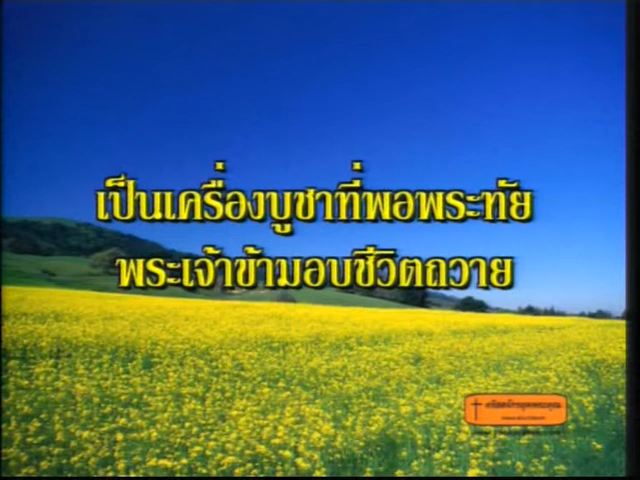 เป็นเครื่องบูชาที่พอพระทัย
พระเจ้าข้ามอบชีวิตถวาย